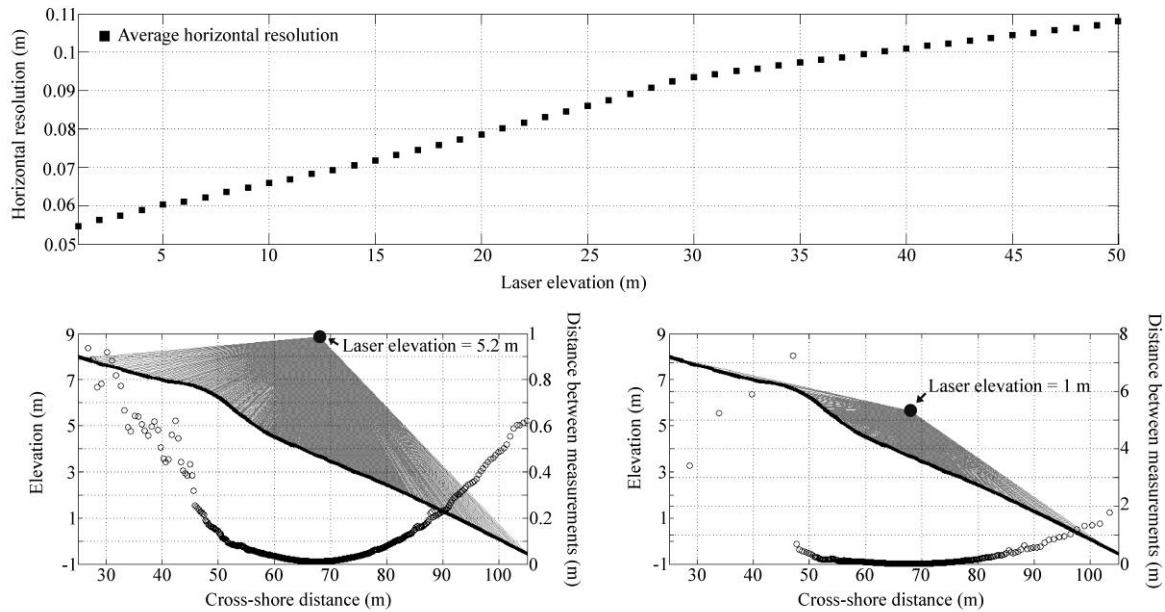 0.11
0.1
0.09
0.08
0.07
0.06
0.05
Horizontal resolution (m)
Average horizontal resolution
5 10 15 20 25 30 35 40 45 50
Laser elevation (m)
9
7
5
3
1
-1
Elevation (m)
Laser elevation = 5.2 m
1
0.8
0.6
0.4
0.2
0
Distance between measurements (m)
30 40 50 60 70 80 90 100
Cross-shore distance (m)
9
7
5
3
1
-1
Elevation (m)
Laser elevation = 1 m
8
6
4
2
0
Distance between measurements (m)
30 40 50 60 70 80 90 100
Cross-shore distance (m)